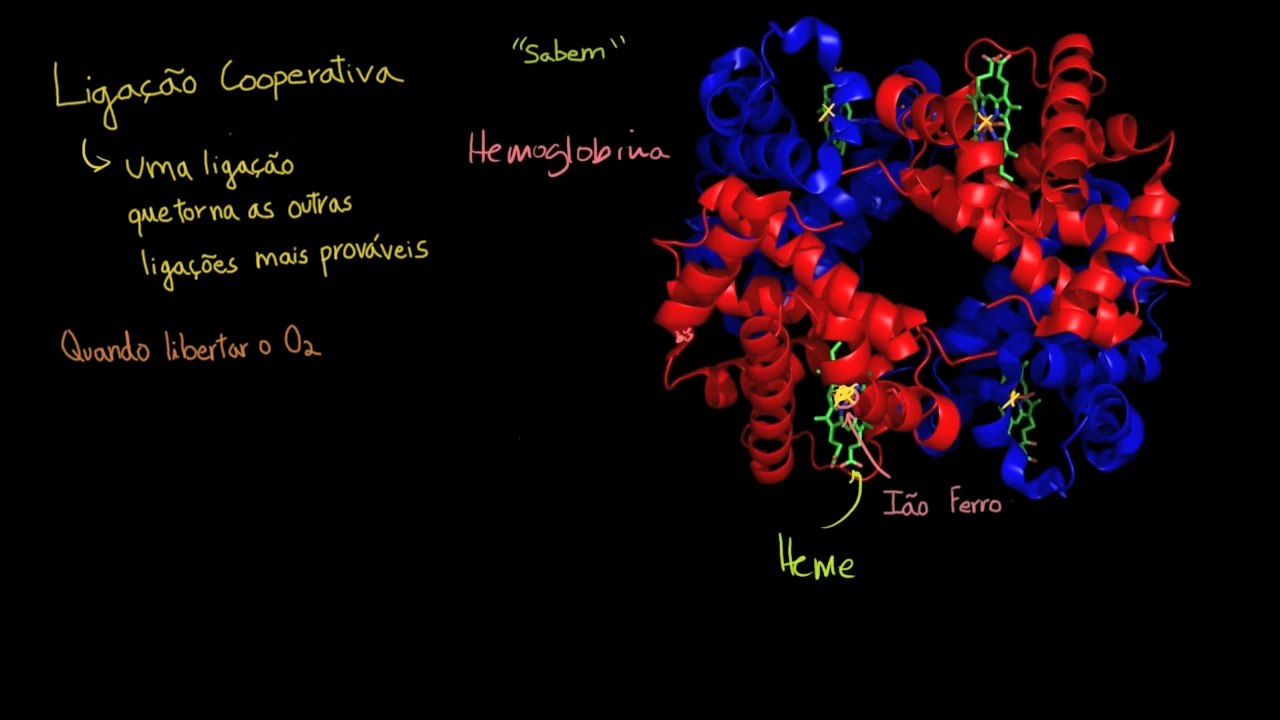 Ligação Cooperativa
uma ligação
que torna as outras
ligações mais prováveis
Quando libertar o O₂
"Sabem"
Hemoglobina
Ião Ferro
Heme